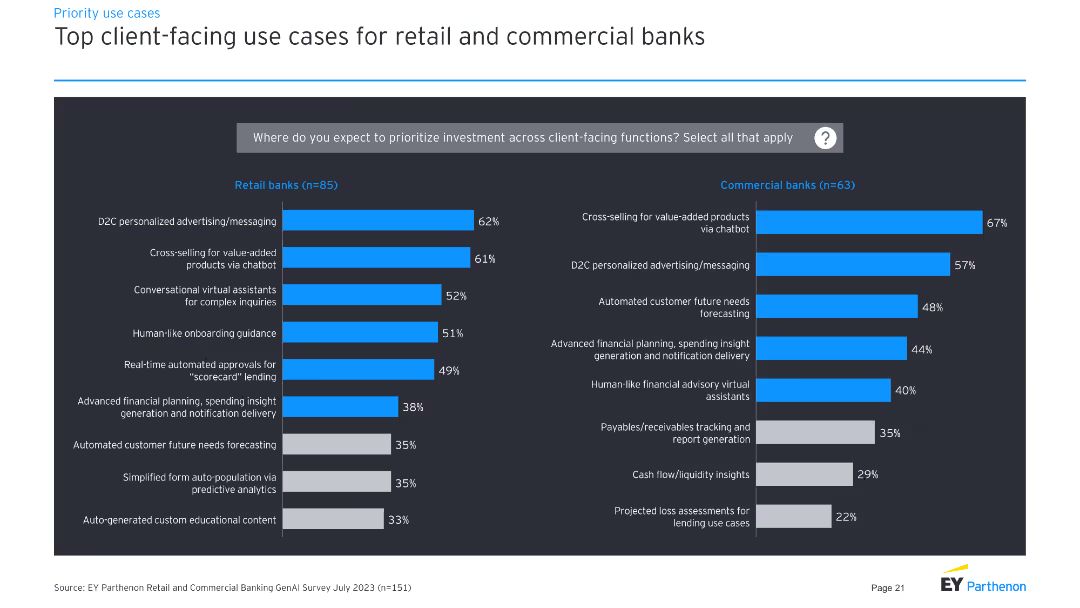 Priority use cases
Top client-facing use cases for retail and commercial banks
Where do you expect to prioritize investment across client-facing functions? Select all that apply
?
Retail banks (n=85)
D2C personalized advertising/messaging
62%
Cross-selling for value-added
products via chatbot
61%
Conversational virtual assistants
for complex inquiries
52%
Human-like onboarding guidance
51%
Real-time automated approvals for
“scorecard” lending
49%
Advanced financial planning, spending insight
generation and notification delivery
38%
Automated customer future needs forecasting
35%
Simplified form auto-population via
predictive analytics
35%
Auto-generated custom educational content
33%
Commercial banks (n=63)
Cross-selling for value-added products
via chatbot
67%
D2C personalized advertising/messaging
57%
Automated customer future needs
forecasting
48%
Advanced financial planning, spending insight
generation and notification delivery
44%
Human-like financial advisory virtual
assistants
40%
Payables/receivables tracking and
report generation
35%
Cash flow/liquidity insights
29%
Projected loss assessments for
lending use cases
22%
Source: EY Parthenon Retail and Commercial Banking GenAI Survey July 2023 (n=151)
Page 21
EY Parthenon